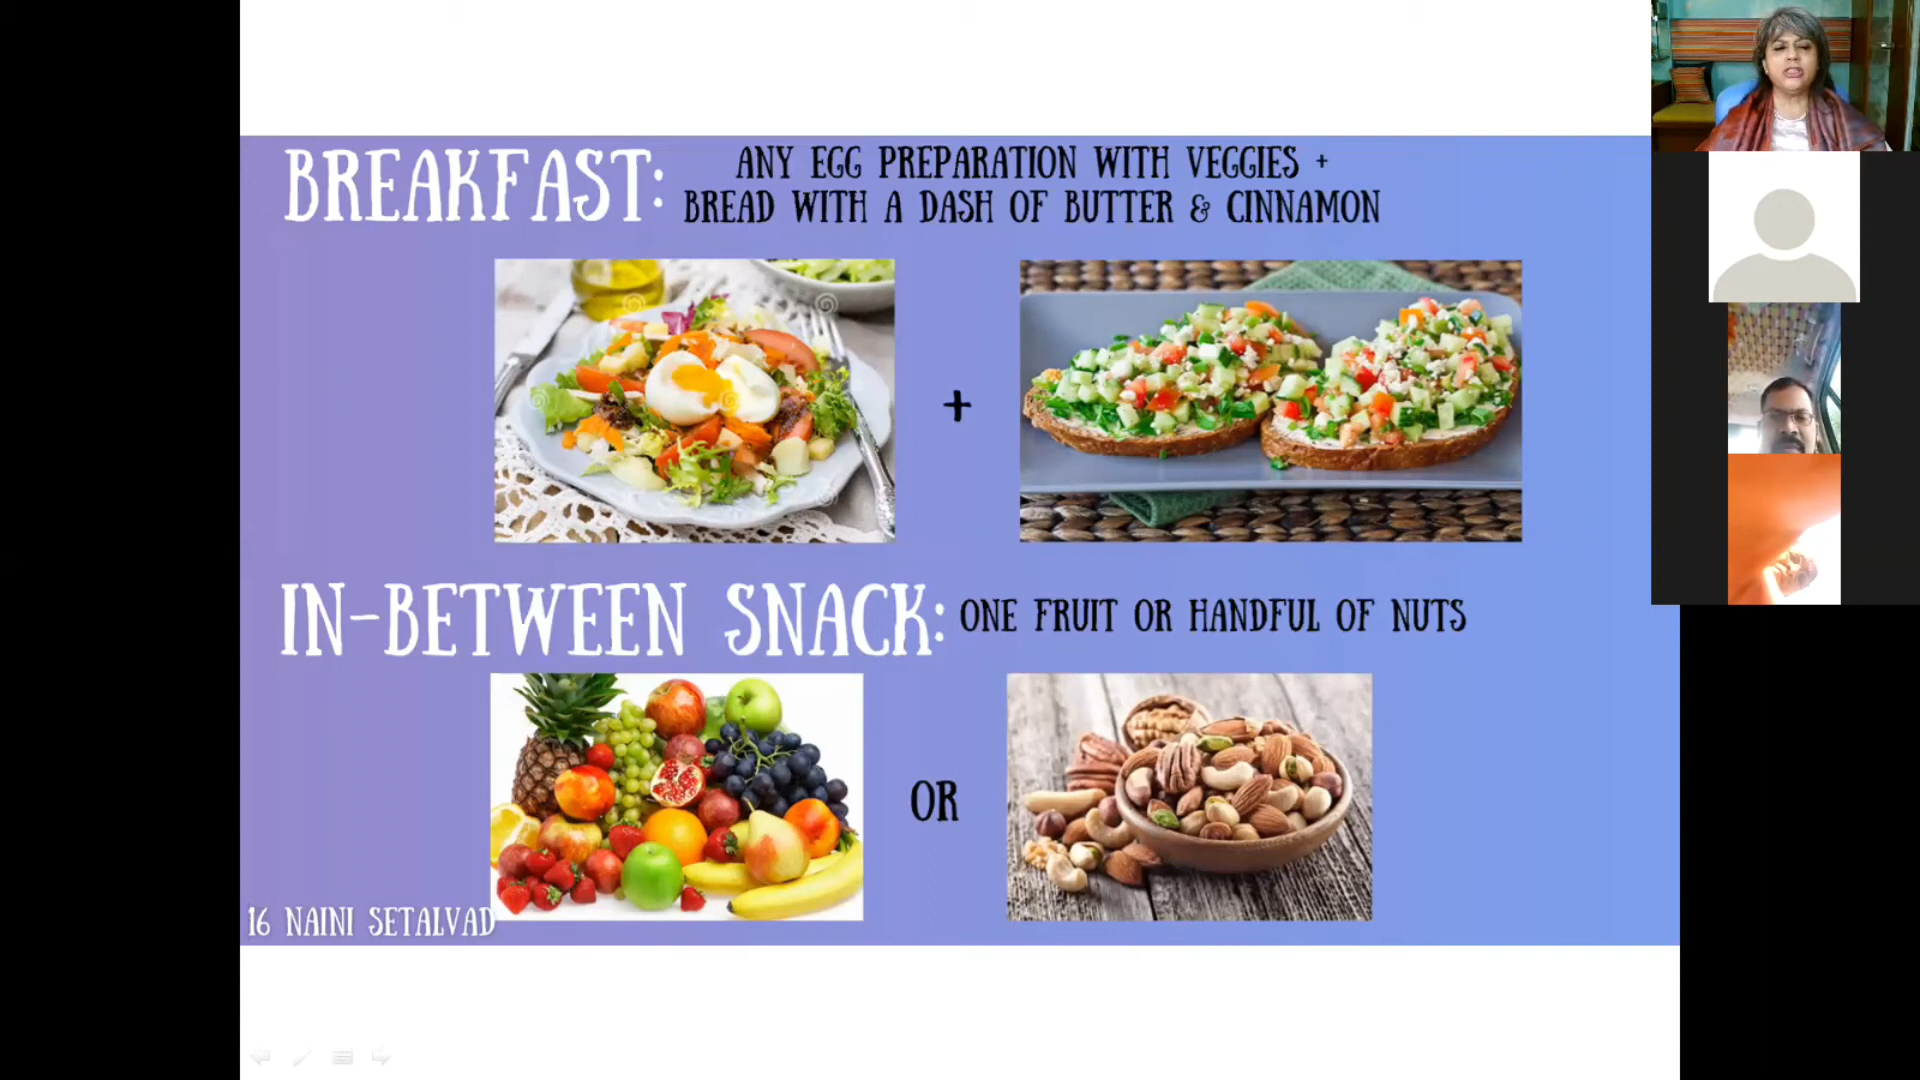 BREAKFAST:
ANY EGG PREPARATION WITH VEGGIES +
BREAD WITH A DASH OF BUTTER & CINNAMON
+
IN-BETWEEN SNACK: ONE FRUIT OR HANDFUL OF NUTS
OR
16 NAINI SETALVAD